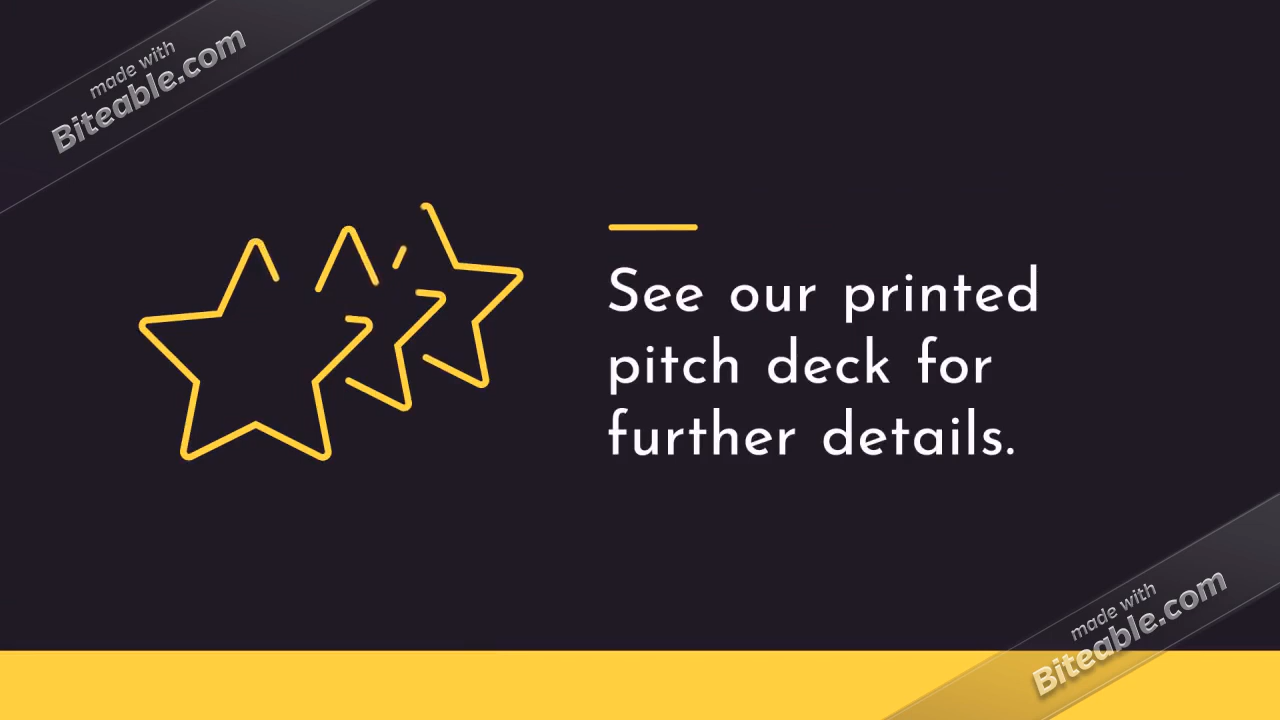 made with
Biteable.com
See our printed
pitch deck for
further details.
made with
Biteable.com